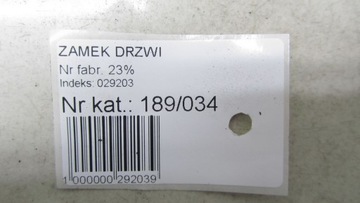 ZAMEK DRZWI
Nr fabr. 23%
Indeks: 029203
Nr kat.: 189/034
1 000000 292039